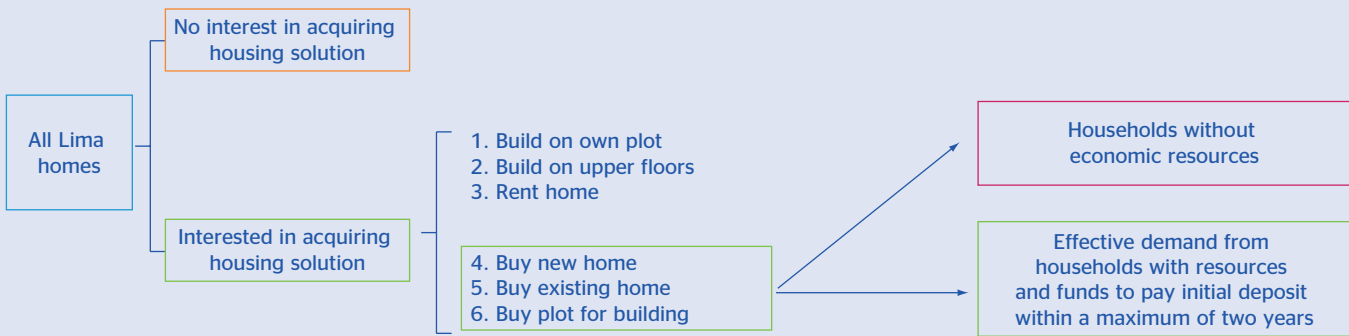 No interest in acquiring
housing solution
All Lima
homes
Interested in acquiring
housing solution
1. Build on own plot
2. Build on upper floors
3. Rent home
4. Buy new home
5. Buy existing home
6. Buy plot for building
Households without
economic resources
Effective demand from
households with resources
and funds to pay initial deposit
within a maximum of two years